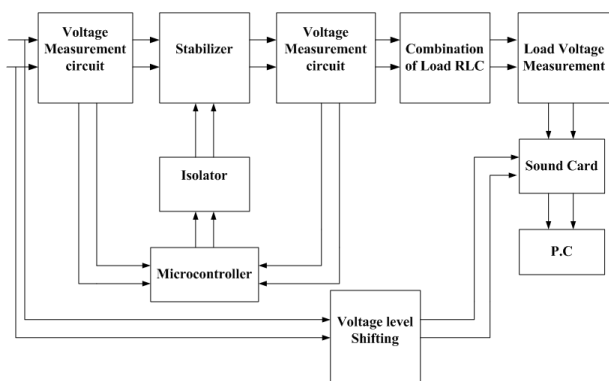 Voltage
Measurement
circuit
Stabilizer
Voltage
Measurement
circuit
Combination
of Load RLC
Load Voltage
Measurement
Isolator
Sound Card
Microcontroller
P.C
Voltage level
Shifting